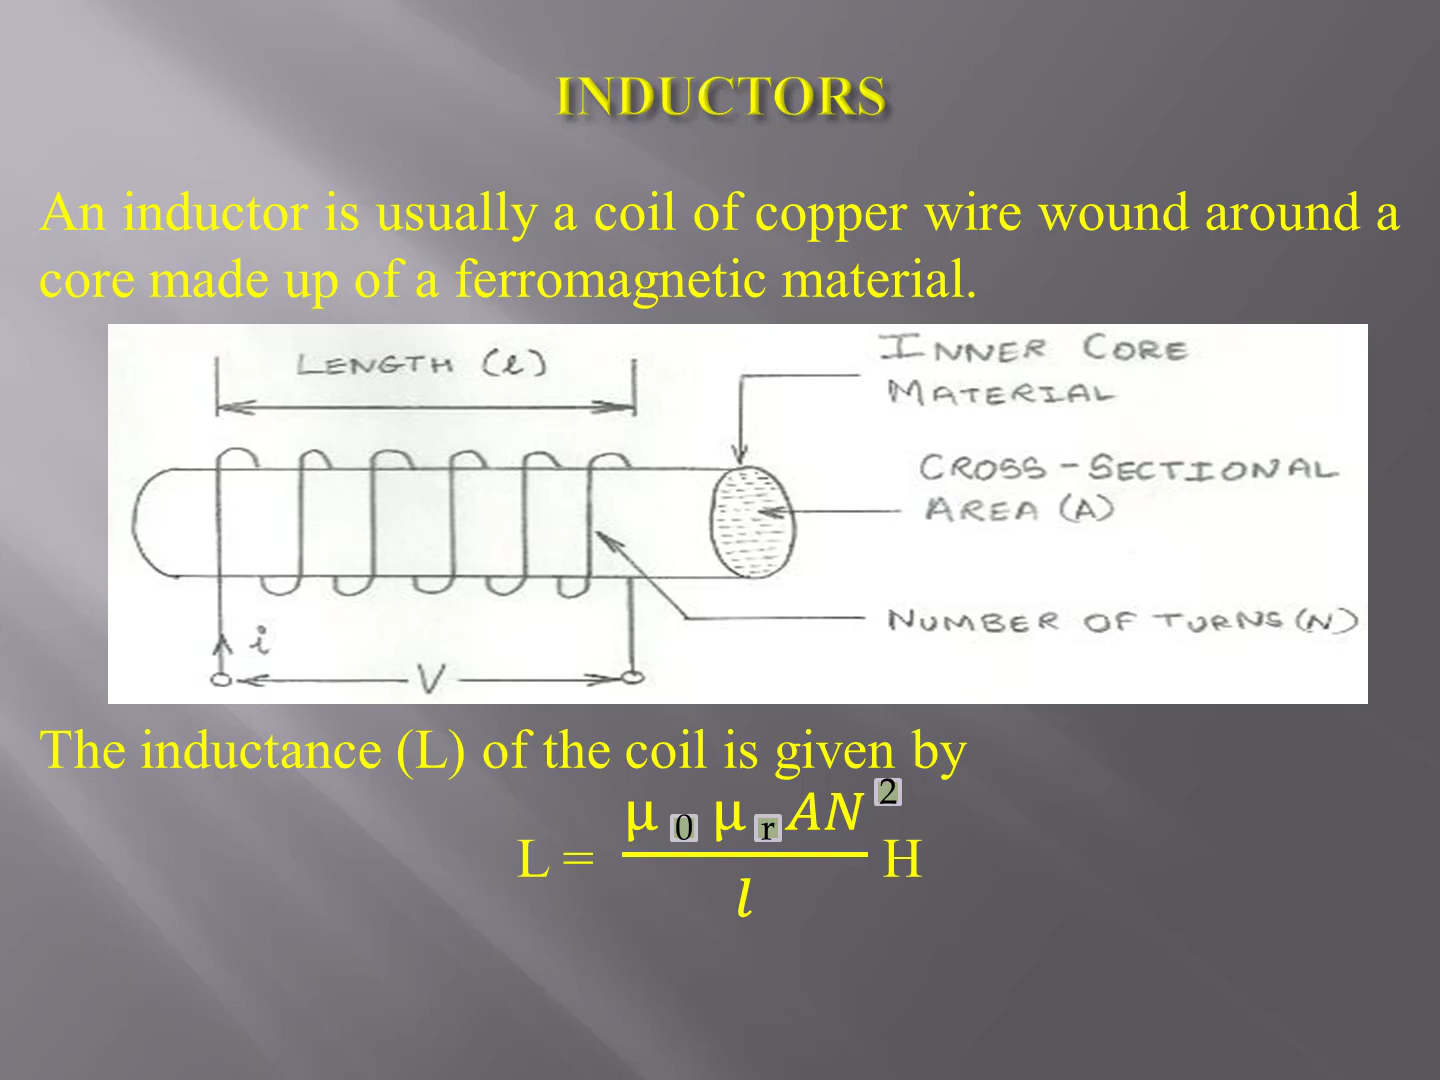 INDUCTORS
An inductor is usually a coil of copper wire wound around a
core made up of a ferromagnetic material.
LENGTH (l)
INNER CORE
MATERIAL
CROSS-SECTIONAL
AREA (A)
NUMBER OF TURNS (N)
i
V
The inductance (L) of the coil is given by
L = μ0 μr AN2 / l H